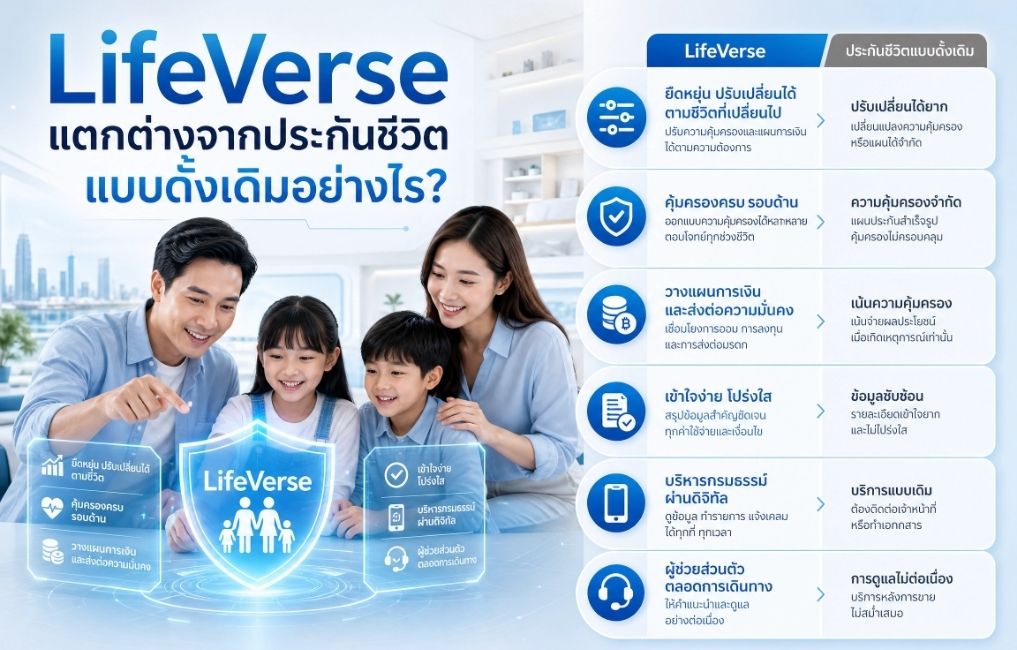 LifeVerse
แตกต่างจากประกันชีวิต
แบบดั้งเดิมอย่างไร?
ยืดหยุ่น ปรับเปลี่ยนได้
ตามชีวิต
คุ้มครองครบ
รอบด้าน
วางแผนการเงิน
และส่งต่อความมั่นคง
LifeVerse
เข้าใจง่าย
โปร่งใส
บริหารกรมธรรม์
ผ่านดิจิทัล
ผู้ช่วยส่วนตัว
ตลอดการเดินทาง
LifeVerse
ประกันชีวิตแบบดั้งเดิม
ยืดหยุ่น ปรับเปลี่ยนได้
ตามชีวิตที่เปลี่ยนไป
ปรับความคุ้มครองและแผนการเงิน
ได้ตามความต้องการ
ปรับเปลี่ยนได้ยาก
เปลี่ยนแปลงความคุ้มครอง
หรือแผนได้จำกัด
คุ้มครองครบ รอบด้าน
ออกแบบความคุ้มครองได้หลากหลาย
ตอบโจทย์ทุกช่วงชีวิต
ความคุ้มครองจำกัด
แผนประกันสำเร็จรูป
คุ้มครองไม่ครอบคลุม
วางแผนการเงิน
และส่งต่อความมั่นคง
เชื่อมโยงการออม การลงทุน
และการส่งต่อมรดก
เน้นความคุ้มครอง
เน้นจ่ายผลประโยชน์
เมื่อเกิดเหตุการณ์เท่านั้น
เข้าใจง่าย โปร่งใส
สรุปข้อมูลสำคัญชัดเจน
ทุกค่าใช้จ่ายและเงื่อนไข
ข้อมูลซับซ้อน
รายละเอียดเข้าใจยาก
และไม่โปร่งใส
บริหารกรมธรรม์
ผ่านดิจิทัล
ดูข้อมูล ทำรายการ แจ้งเคลม
ได้ทุกที่ ทุกเวลา
บริการแบบเดิม
ต้องติดต่อเจ้าหน้าที่
หรือทำเอกสาร
ผู้ช่วยส่วนตัว
ตลอดการเดินทาง
ให้คำแนะนำและดูแล
อย่างต่อเนื่อง
การดูแลไม่ต่อเนื่อง
บริการหลังการขาย
ไม่สม่ำเสมอ